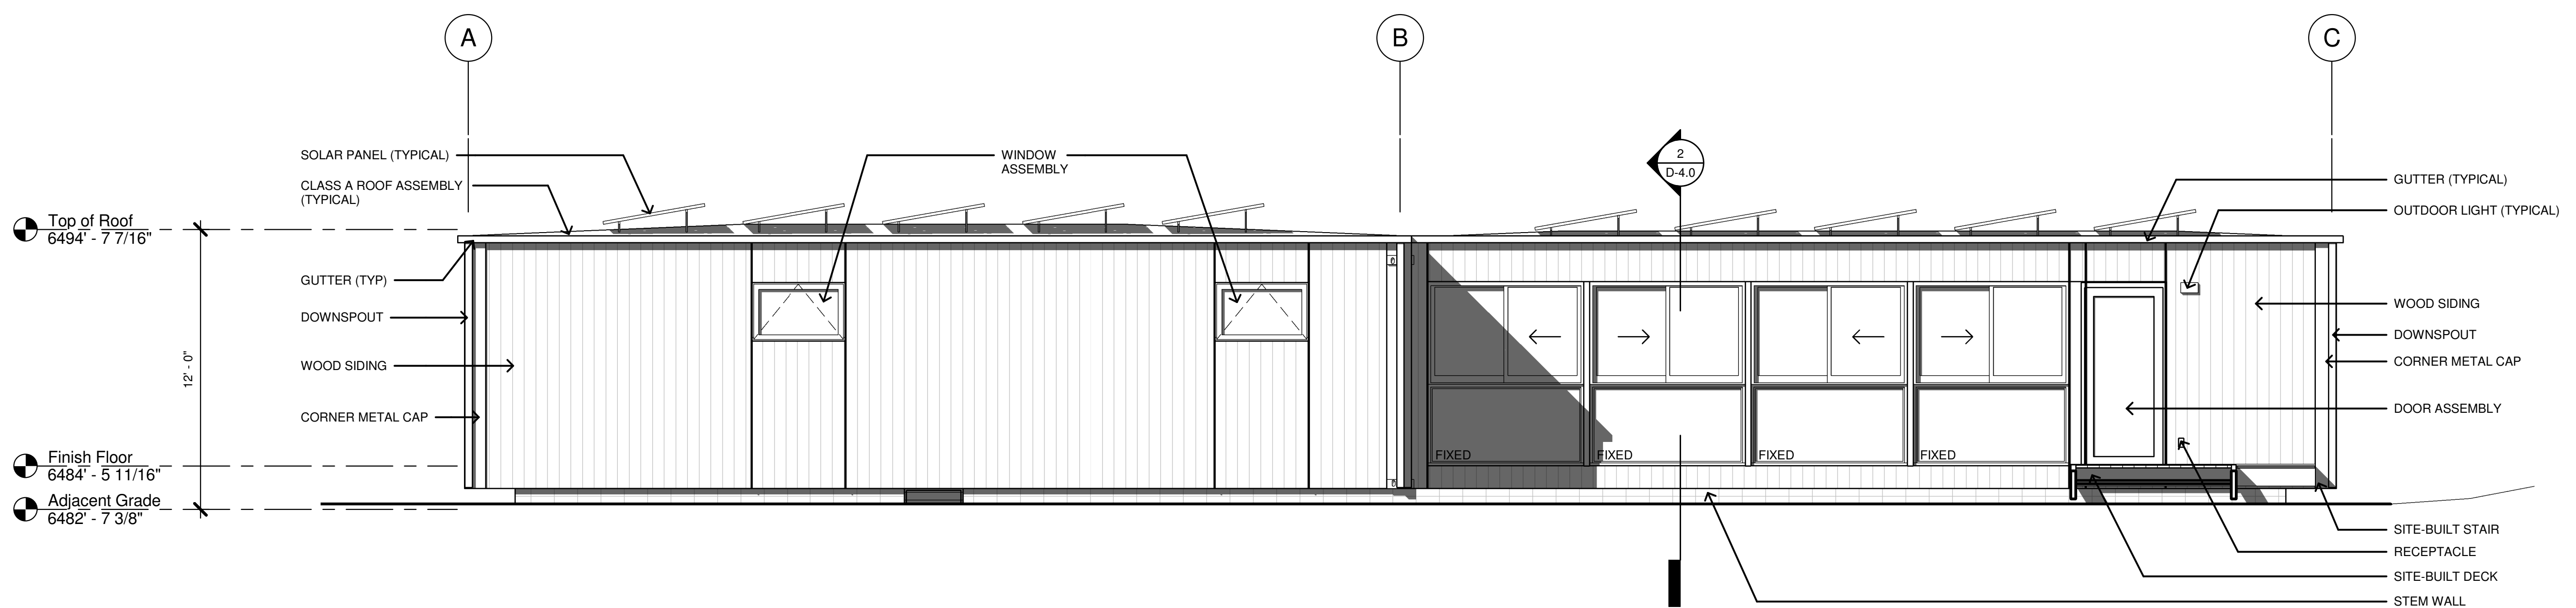 A
B
C
SOLAR PANEL (TYPICAL)
CLASS A ROOF ASSEMBLY
(TYPICAL)
WINDOW
ASSEMBLY
2
D-4.0
GUTTER (TYPICAL)
OUTDOOR LIGHT (TYPICAL)
Top of Roof
6494' - 7 7/16"
GUTTER (TYP)
DOWNSPOUT
WOOD SIDING
CORNER METAL CAP
12' - 0"
WOOD SIDING
DOWNSPOUT
CORNER METAL CAP
DOOR ASSEMBLY
FIXED
FIXED
FIXED
FIXED
Finish Floor
6484' - 5 11/16"
Adjacent Grade
6482' - 7 3/8"
SITE-BUILT STAIR
RECEPTACLE
SITE-BUILT DECK
STEM WALL